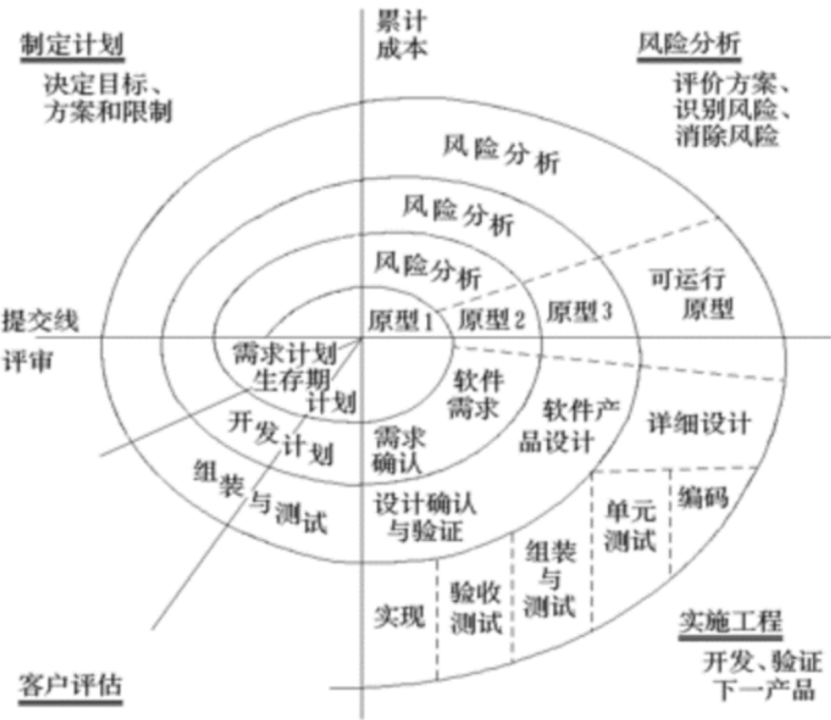 制定计划
决定目标、
方案和限制
累计
成本
风险分析
评价方案、
识别风险、
消除风险
风险分析
风险分析
风险分析
可运行
原型
原型1
原型2
原型3
提交线
评审
需求计划
生存期
计划
开发计划
组装与测试
软件
需求
需求
确认
软件产
品设计
详细设计
设计确认
与验证
实现
验收
测试
组装
与
测试
单元
测试
编码
实施工程
开发、验证
下一产品
客户评估